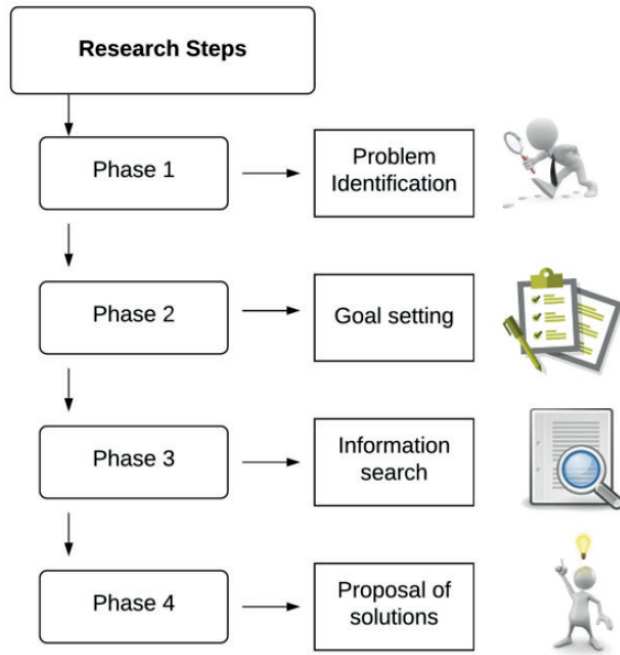 Research Steps
Phase 1
Problem
Identification
Phase 2
Goal setting
Phase 3
Information
search
Phase 4
Proposal of
solutions